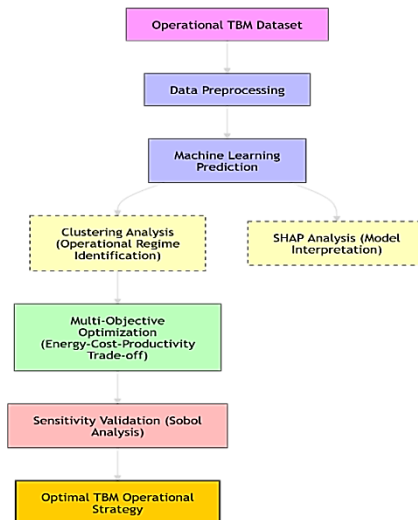 Operational TBM Dataset
Data Preprocessing
Machine Learning
Prediction
Clustering Analysis
(Operational Regime
Identification)
SHAP Analysis (Model
Interpretation)
Multi-Objective
Optimization
(Energy-Cost-Productivity
Trade-off)
Sensitivity Validation (Sobol
Analysis)
Optimal TBM Operational
Strategy